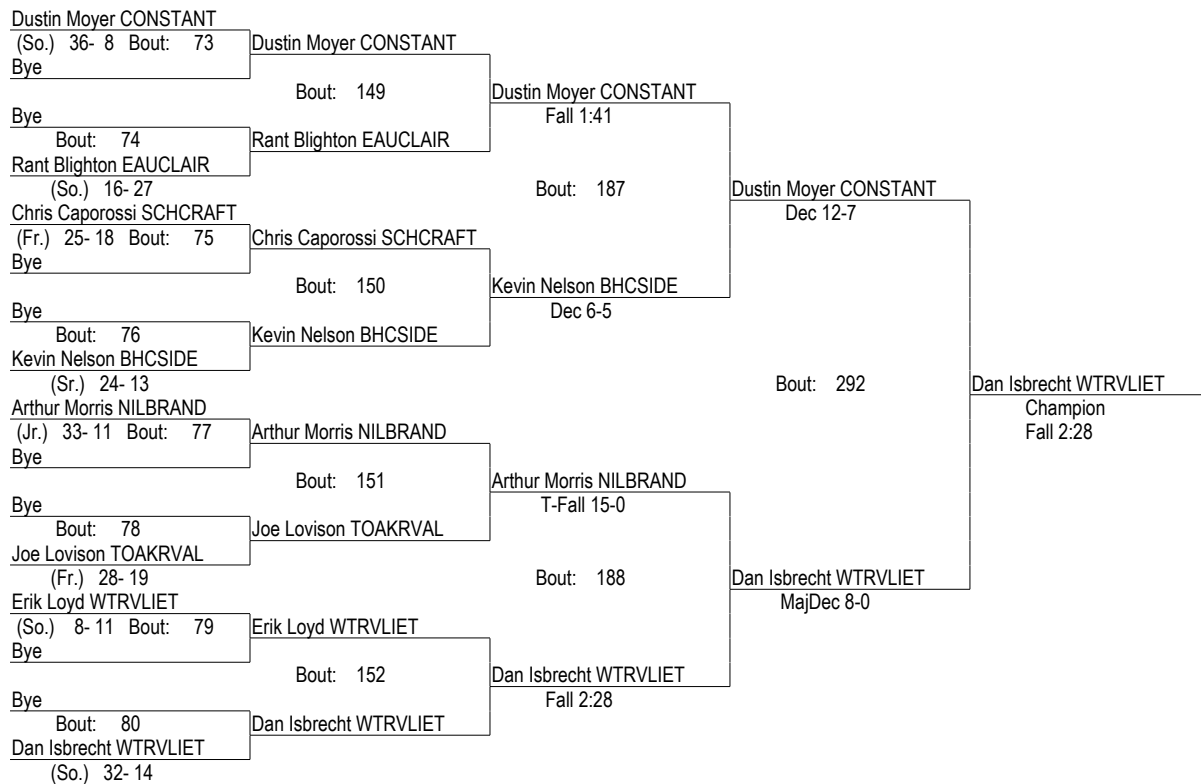 Dustin Moyer CONSTANT
(So.) 36- 8 Bout: 73
Bye
Dustin Moyer CONSTANT
Bout: 149
Dustin Moyer CONSTANT
Fall 1:41
Bye
Bout: 74
Rant Blighton EAUCLAIR
Rant Blighton EAUCLAIR
(So.) 16- 27
Bout: 187
Dustin Moyer CONSTANT
Dec 12-7
Chris Caporossi SCHCRAFT
(Fr.) 25- 18 Bout: 75
Bye
Chris Caporossi SCHCRAFT
Bout: 150
Kevin Nelson BHCSIDE
Dec 6-5
Bye
Bout: 76
Kevin Nelson BHCSIDE
Kevin Nelson BHCSIDE
(Sr.) 24- 13
Bout: 292
Dan Isbrecht WTRVLIET
Champion
Fall 2:28
Arthur Morris NILBRAND
(Jr.) 33- 11 Bout: 77
Bye
Arthur Morris NILBRAND
Bout: 151
Arthur Morris NILBRAND
T-Fall 15-0
Bye
Bout: 78
Joe Lovison TOAKRVAL
Joe Lovison TOAKRVAL
(Fr.) 28- 19
Bout: 188
Dan Isbrecht WTRVLIET
MajDec 8-0
Erik Loyd WTRVLIET
(So.) 8- 11 Bout: 79
Bye
Erik Loyd WTRVLIET
Bout: 152
Dan Isbrecht WTRVLIET
Fall 2:28
Bye
Bout: 80
Dan Isbrecht WTRVLIET
Dan Isbrecht WTRVLIET
(So.) 32- 14